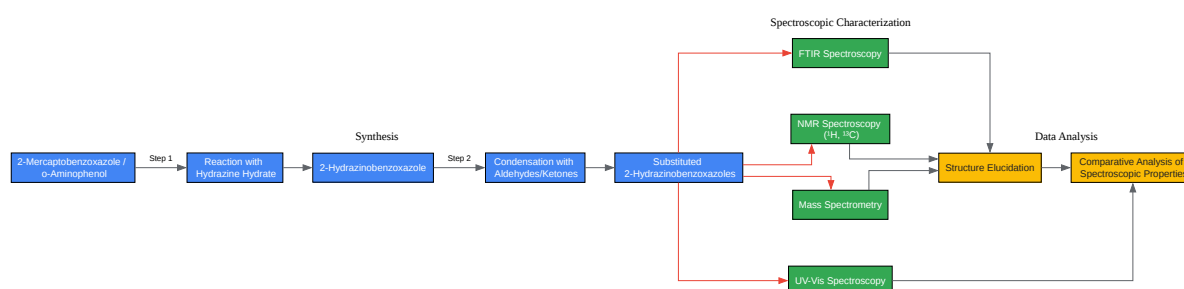 Spectroscopic Characterization
FTIR Spectroscopy
Synthesis
NMR Spectroscopy
(¹H, ¹³C)
Data Analysis
2-Mercaptobenzoxazole /
o-Aminophenol
Step 1
Reaction with
Hydrazine Hydrate
2-Hydrazinobenzoxazole
Step 2
Condensation with
Aldehydes/Ketones
Substituted
2-Hydrazinobenzoxazoles
Structure Elucidation
Comparative Analysis of
Spectroscopic Properties
Mass Spectrometry
UV-Vis Spectroscopy